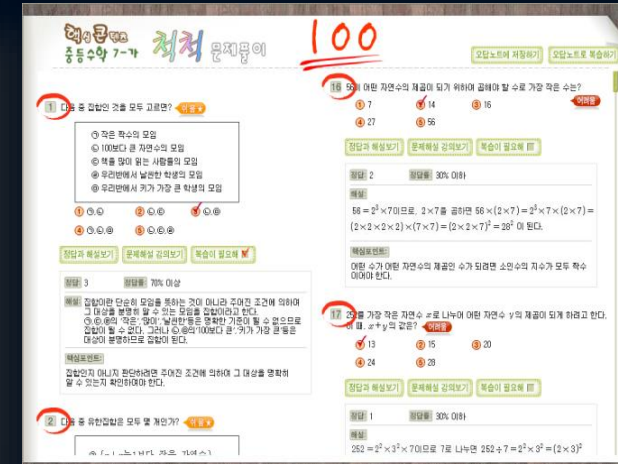 핵심콘텐츠
중등수학 7-가 척척 문제풀이
100
오답노트에 저장하기 오답노트로 복습하기
1 다음 중 집합인 것을 모두 고르면?
㉠ 작은 짝수의 모임
㉡ 100보다 큰 자연수의 모임
㉢ 책을 많이 읽는 사람들의 모임
㉣ 우리반에서 날씬한 학생의 모임
㉤ 우리반에서 키가 가장 큰 학생의 모임
① ㉠,㉡ ② ㉡,㉢ ③ ㉡,㉤
정답과 해설보기 문제해설 강의보기 복습이 필요해
정답 3 정답률 70% 이상
해설 집합이란 단순히 모임을 뜻하는 것이 아니라 주어진 조건에 의하여
그 대상을 분명히 알 수 있는 모임을 집합이라고 한다.
㉠,㉢,㉣의 '작은','많이','날씬한'등은 명확한 기준이 될 수 없으므로
집합이 될 수 없다. 그러나 ㉡,㉤의'100보다 큰','키가 가장 큰'등은
대상이 분명하므로 집합이 된다.
핵심포인트:
집합인지 아닌지 판단하려면 주어진 조건에 의하여 그 대상을 명확히
알 수 있는지 확인하여야 한다.
2 다음 중 유한집합은 모두 몇 개인가?
16 56이 어떤 자연수의 제곱이 되기 위하여 곱해야 할 수로 가장 작은 수는?
어려움
① 7 ② 14 ③ 16
④ 27 ⑤ 56
정답과 해설보기 문제해설 강의보기 복습이 필요해
정답 2 정답률 30% 이하
해설
56 = 2³ ×7이므로, 2×7을 곱하면 56×(2×7) = 2³×7×(2×7) =
(2×2×2×2)×(7×7) = (2×2×7)² = 28² 이 된다.
핵심포인트:
어떤 수가 어떤 자연수의 제곱인 수가 되려면 소인수의 지수가 모두 짝수
이어야 한다.
17 252를 가장 작은 자연수 x로 나누어 어떤 자연수 y의 제곱이 되게 하려고 한다.
이 때, x+y의 값은? 어려움
① 13 ② 15 ③ 20
④ 24 ⑤ 28
정답과 해설보기 문제해설 강의보기 복습이 필요해
정답 1 정답률 30% 이하
해설
252 = 2²×3²×7이므로 7로 나누면 252÷7 = 2²×3² = (2×3)²